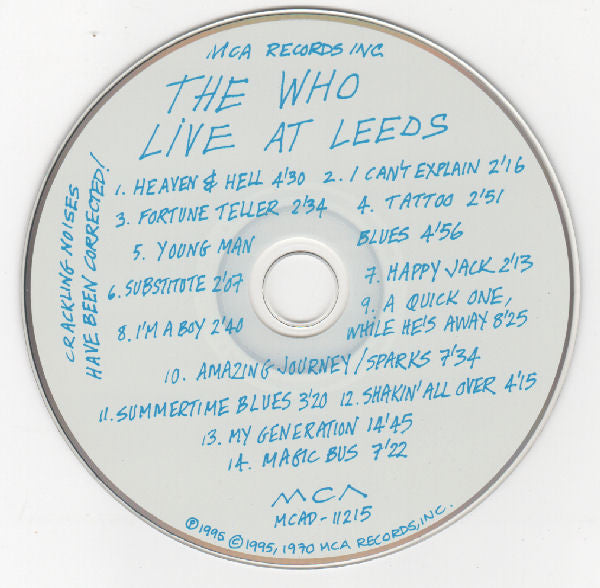 MCA RECORDS INC
THE WHO
LIVE AT LEEDS
CRACKLING NOISES
HAVE BEEN CORRECTED!
1. HEAVEN & HELL 4'30 2. I CAN'T EXPLAIN 2'16
3. FORTUNE TELLER 2'34 4. TATTOO 2'51
5. YOUNG MAN BLUES 4'56
6. SUBSTITUTE 2'07 7. HAPPY JACK 2'13
8. I'M A BOY 2'40 9. A QUICK ONE,
WHILE HE'S AWAY 8'25
10. AMAZING JOURNEY/SPARKS 7'34
11. SUMMERTIME BLUES 3'20 12. SHAKIN' ALL OVER 4'15
13. MY GENERATION 14'45
14. MAGIC BUS 7'22
MCA
MCAD-11215
℗1995 ©1995, 1970 MCA RECORDS, INC.